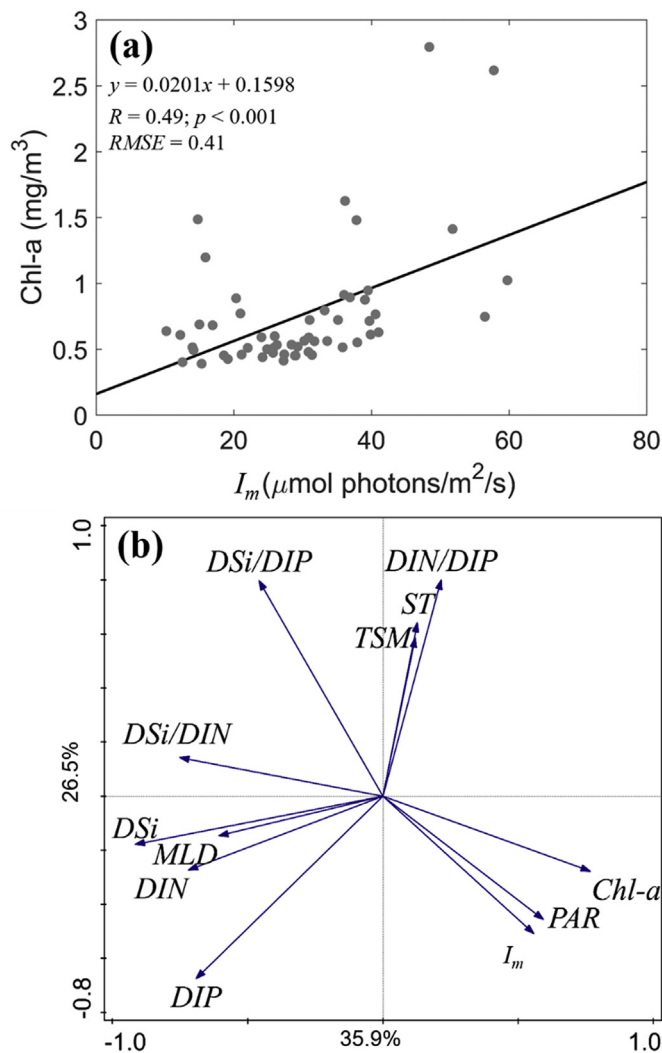 (a)
y = 0.0201x + 0.1598
R = 0.49; p < 0.001
RMSE = 0.41
Chl-a (mg/m³)
3
2.5
2
1.5
1
0.5
0
0 20 40 60 80
Iₘ(μmol photons/m²/s)
(b)
1.0
DSi/DIP DIN/DIP
ST
TSM
DSi/DIN
26.5%
DSi
MLD
DIN
Chl-a
PAR
Iₘ
DIP
-0.8
-1.0 35.9% 1.0